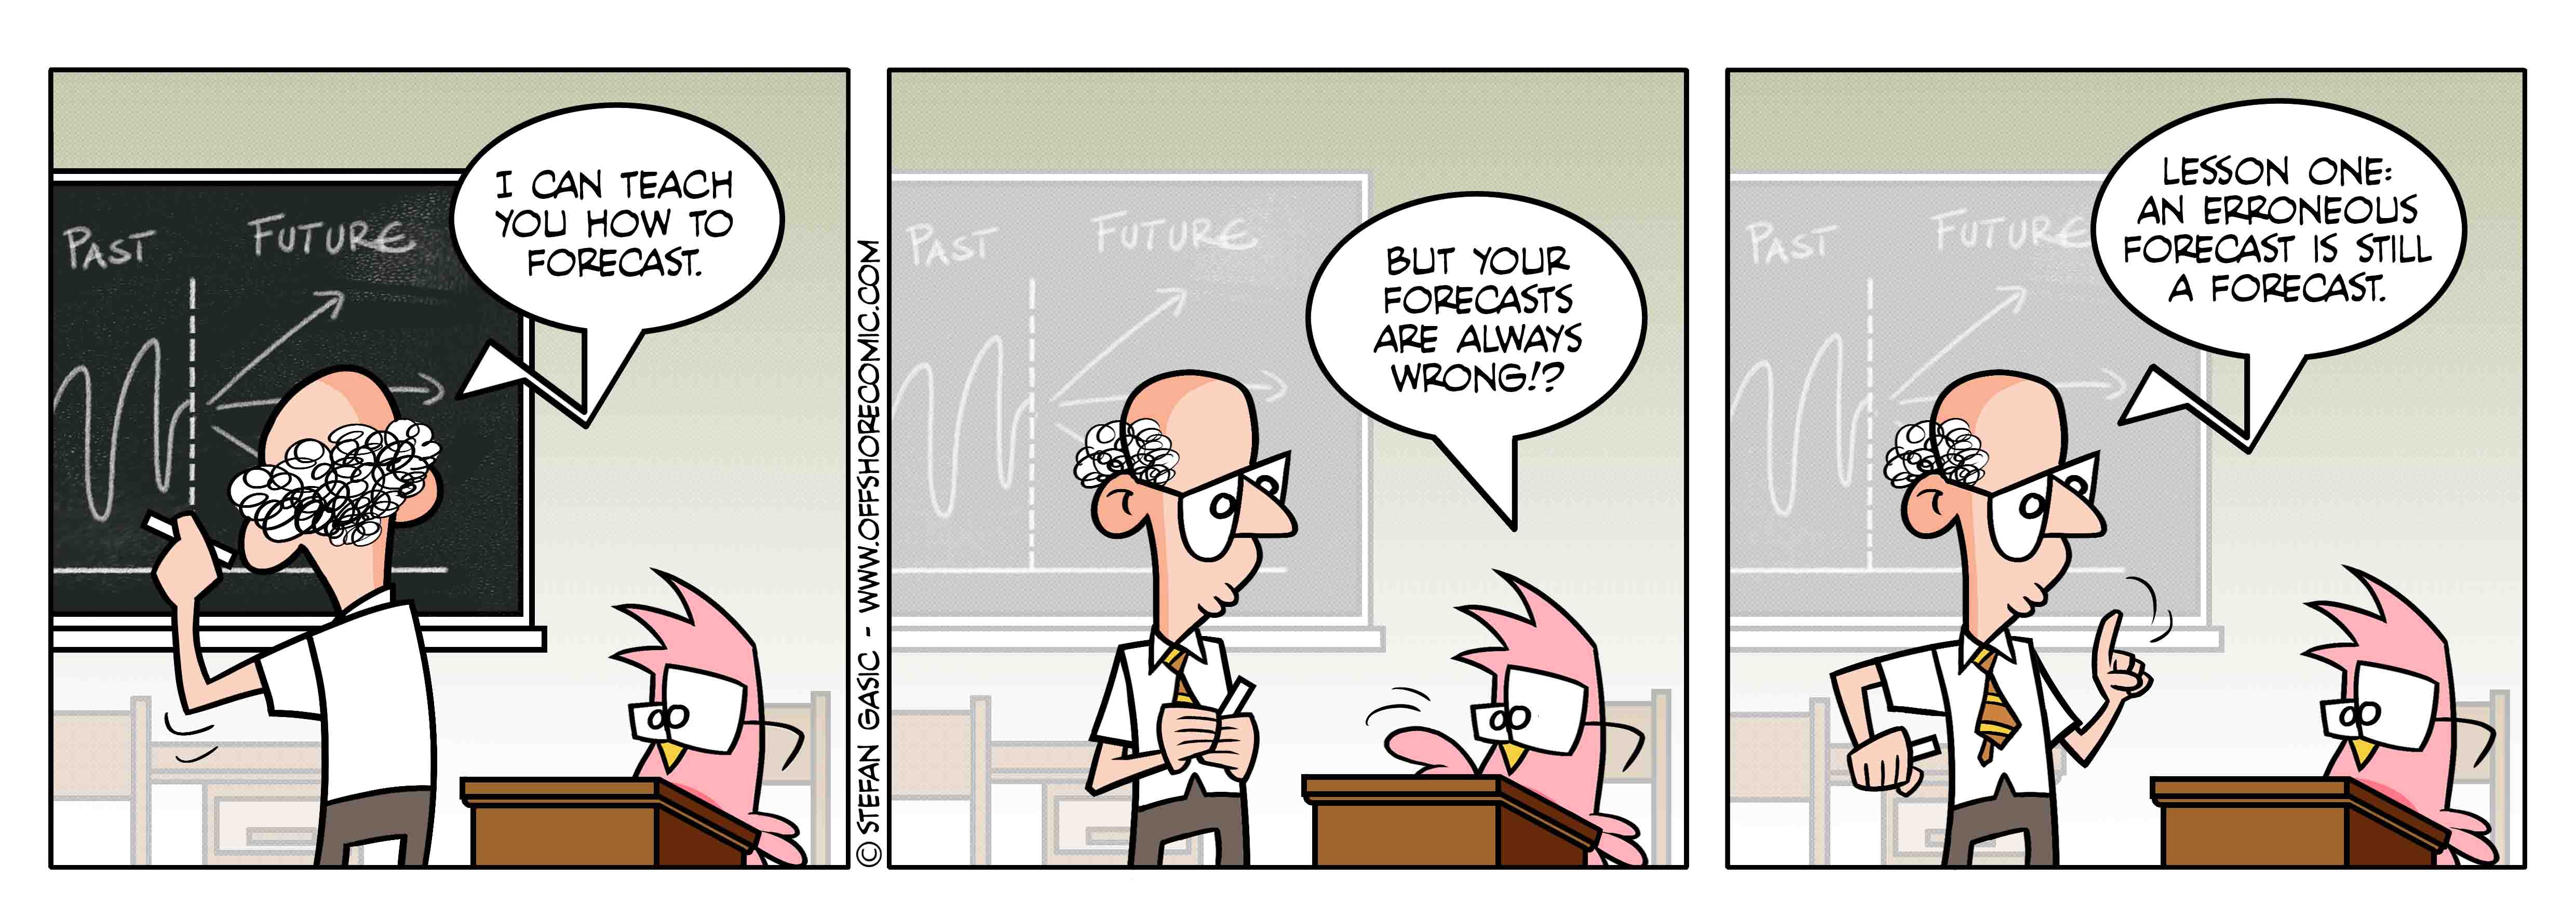 PAST
FUTURE
I CAN TEACH
YOU HOW TO
FORECAST.
© STEFAN GASIC - WWW.OFFSHORECOMIC.COM
PAST
FUTURE
BUT YOUR
FORECASTS
ARE ALWAYS
WRONG!?
PAST
FUTURE
LESSON ONE:
AN ERRONEOUS
FORECAST IS STILL
A FORECAST.